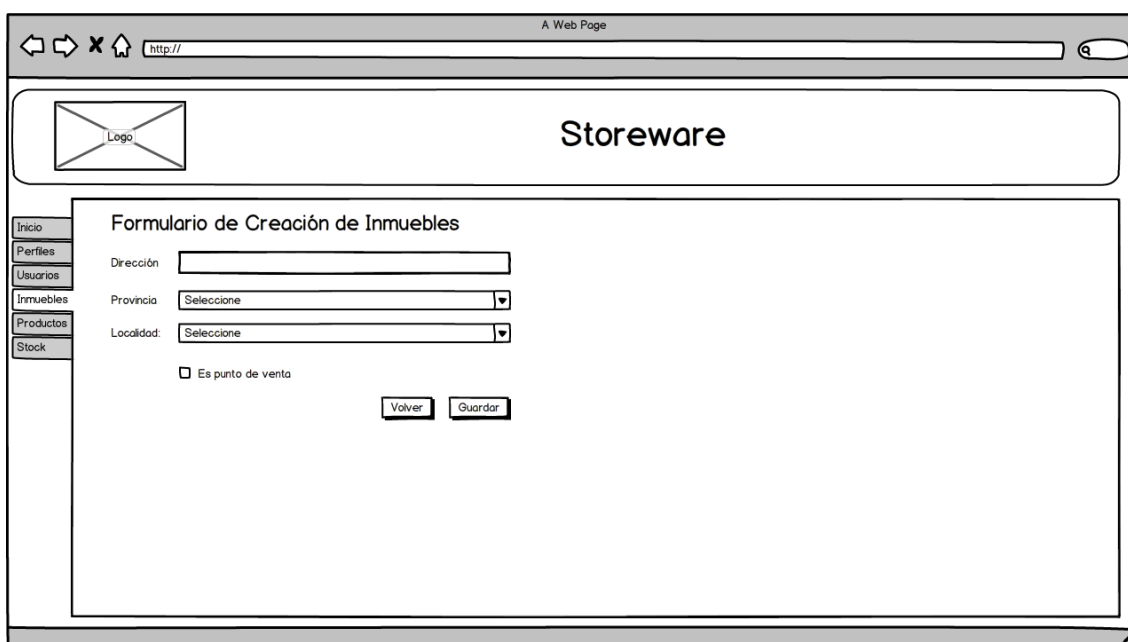 A Web Page
http://
Logo
Storeware
Inicio
Perfiles
Usuarios
Inmuebles
Productos
Stock
Formulario de Creación de Inmuebles
Dirección
Provincia
Seleccione
Localidad:
Seleccione
Es punto de venta
Volver
Guardar